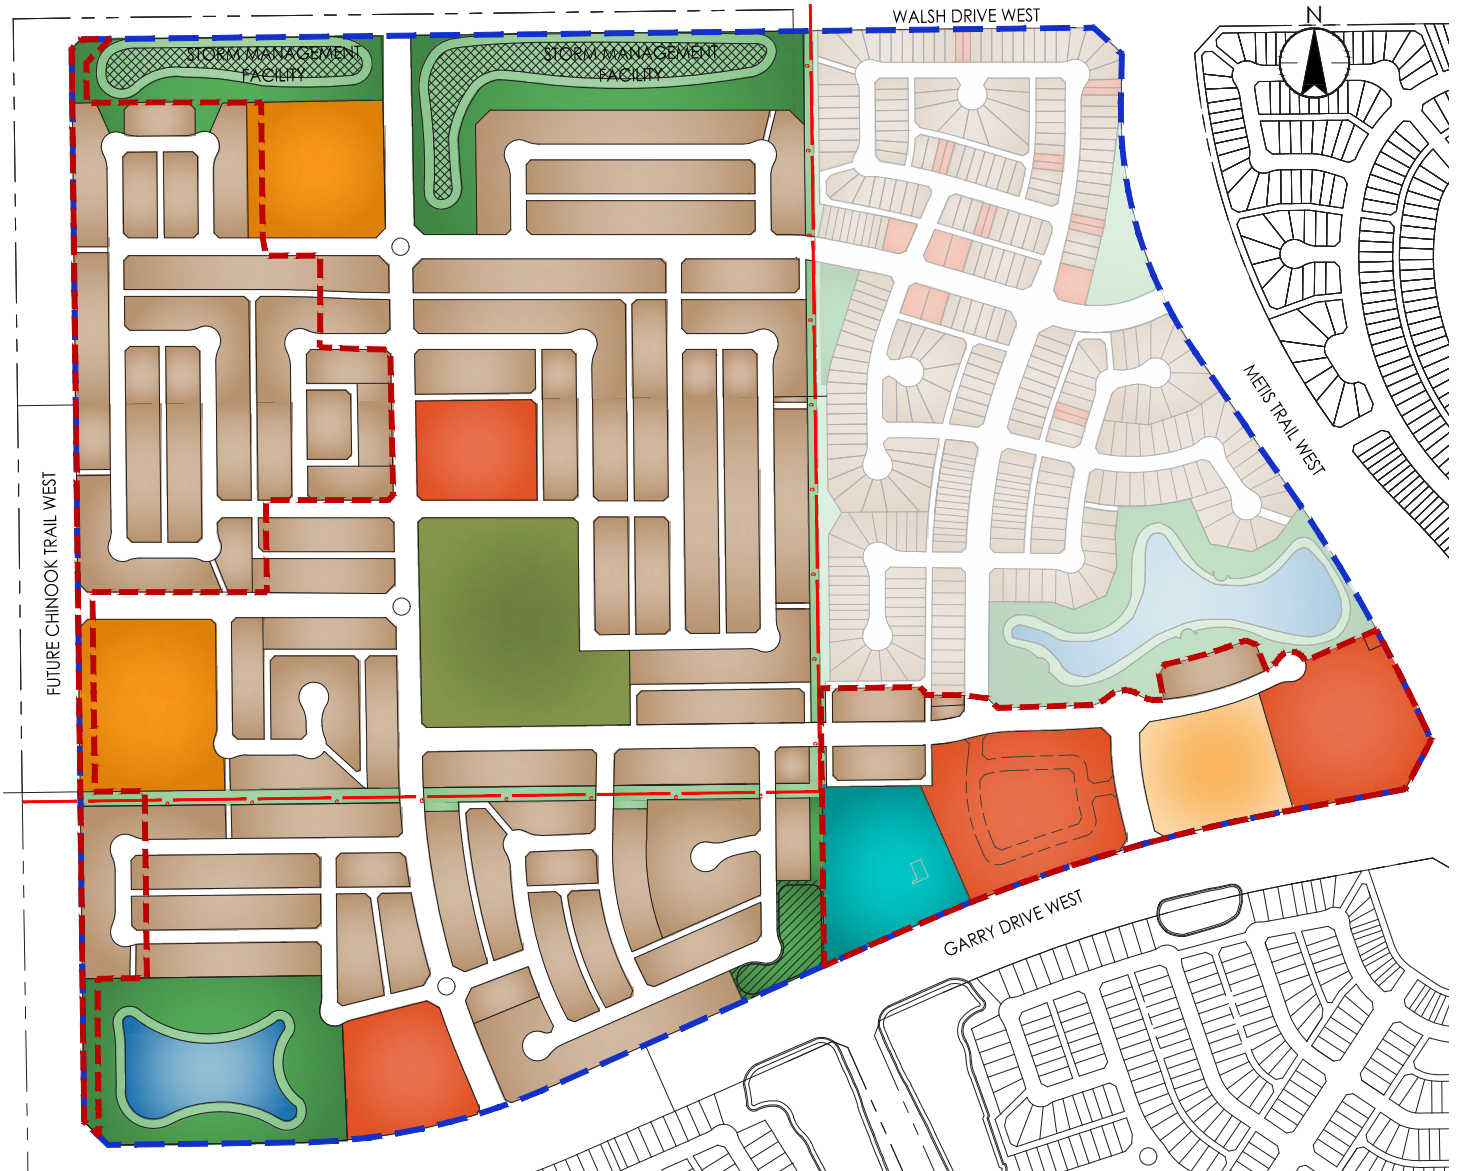 WALSH DRIVE WEST
N
STORM MANAGEMENT
FACILITY
STORM MANAGEMENT
FACILITY
METIS TRAIL WEST
FUTURE CHINOOK TRAIL WEST
GARRY DRIVE WEST